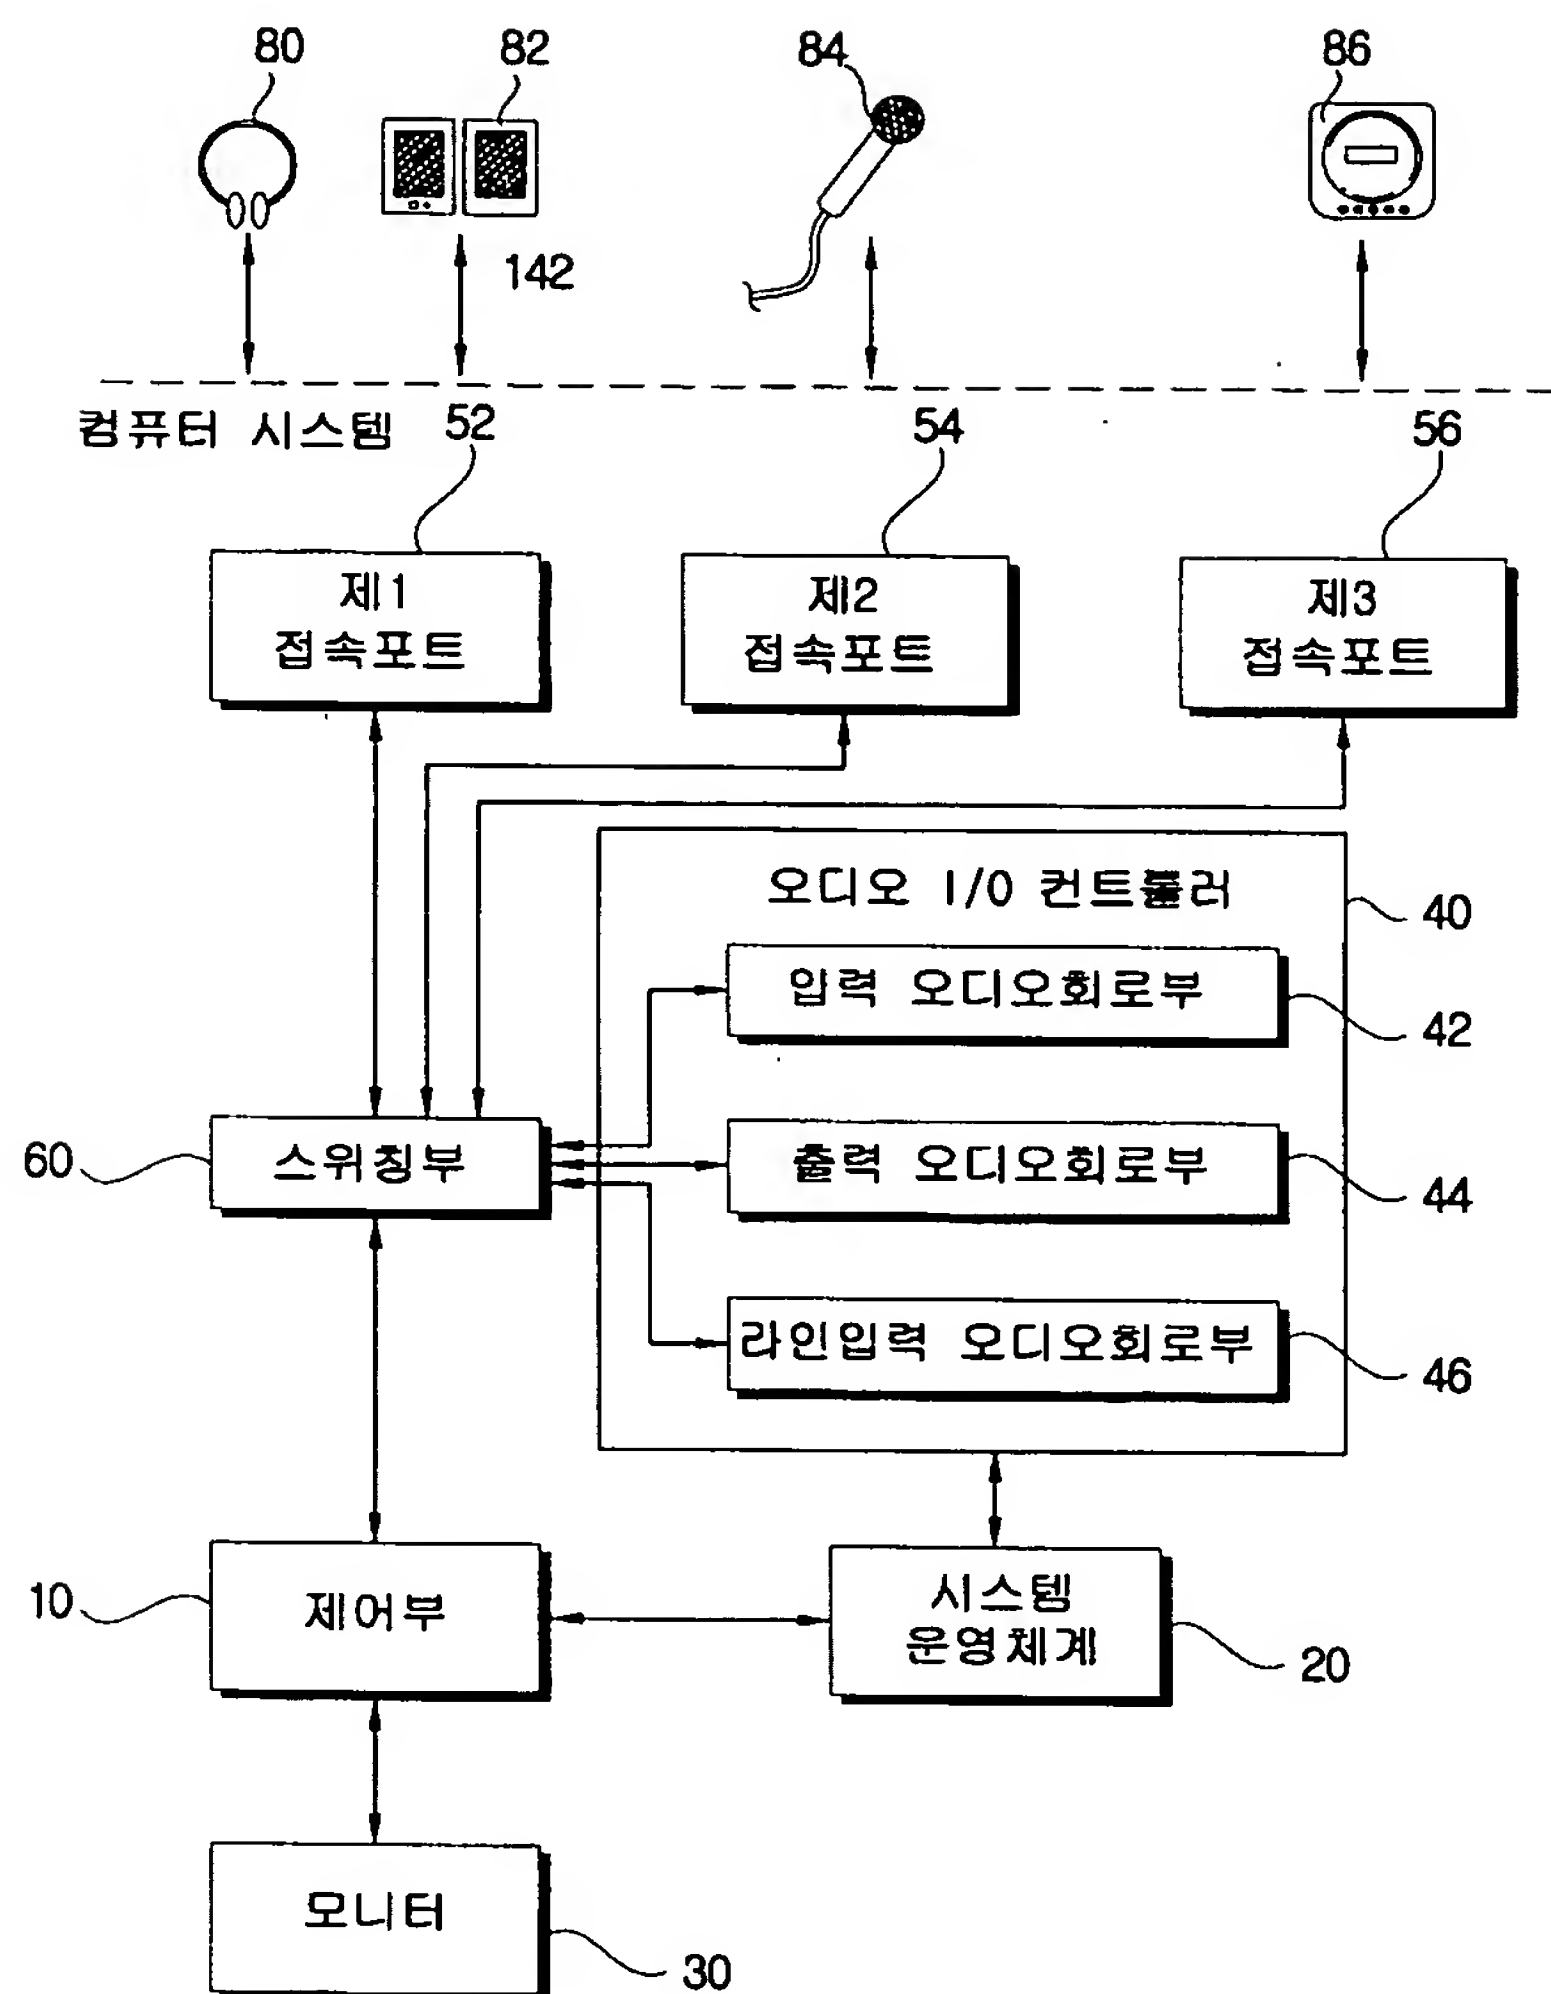 80
82
84
86
142
컴퓨터 시스템
52
54
56
제1
접속포트
제2
접속포트
제3
접속포트
오디오 I/O 컨트롤러
40
입력 오디오회로부
42
60
스위칭부
출력 오디오회로부
44
라인입력 오디오회로부
46
10
제어부
시스템
운영체계
20
모니터
30